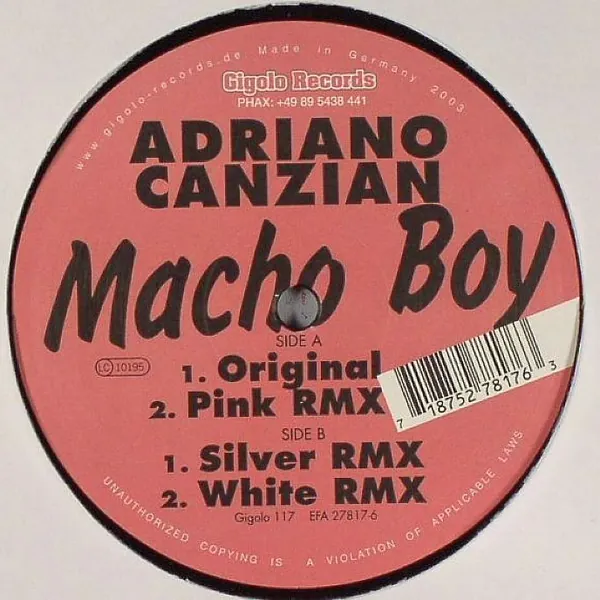 www.gigolo-records.de Made in Germany 2003
Gigolo Records
PHAX: +49 89 5438 441
ADRIANO
CANZIAN
Macho Boy
SIDE A
LC 10195
1. Original
2. Pink RMX
7 18752 78176 3
SIDE B
1. Silver RMX
2. White RMX
Gigolo 117 EFA 27817-6
UNAUTHORIZED COPYING IS A VIOLATION OF APPLICABLE LAWS